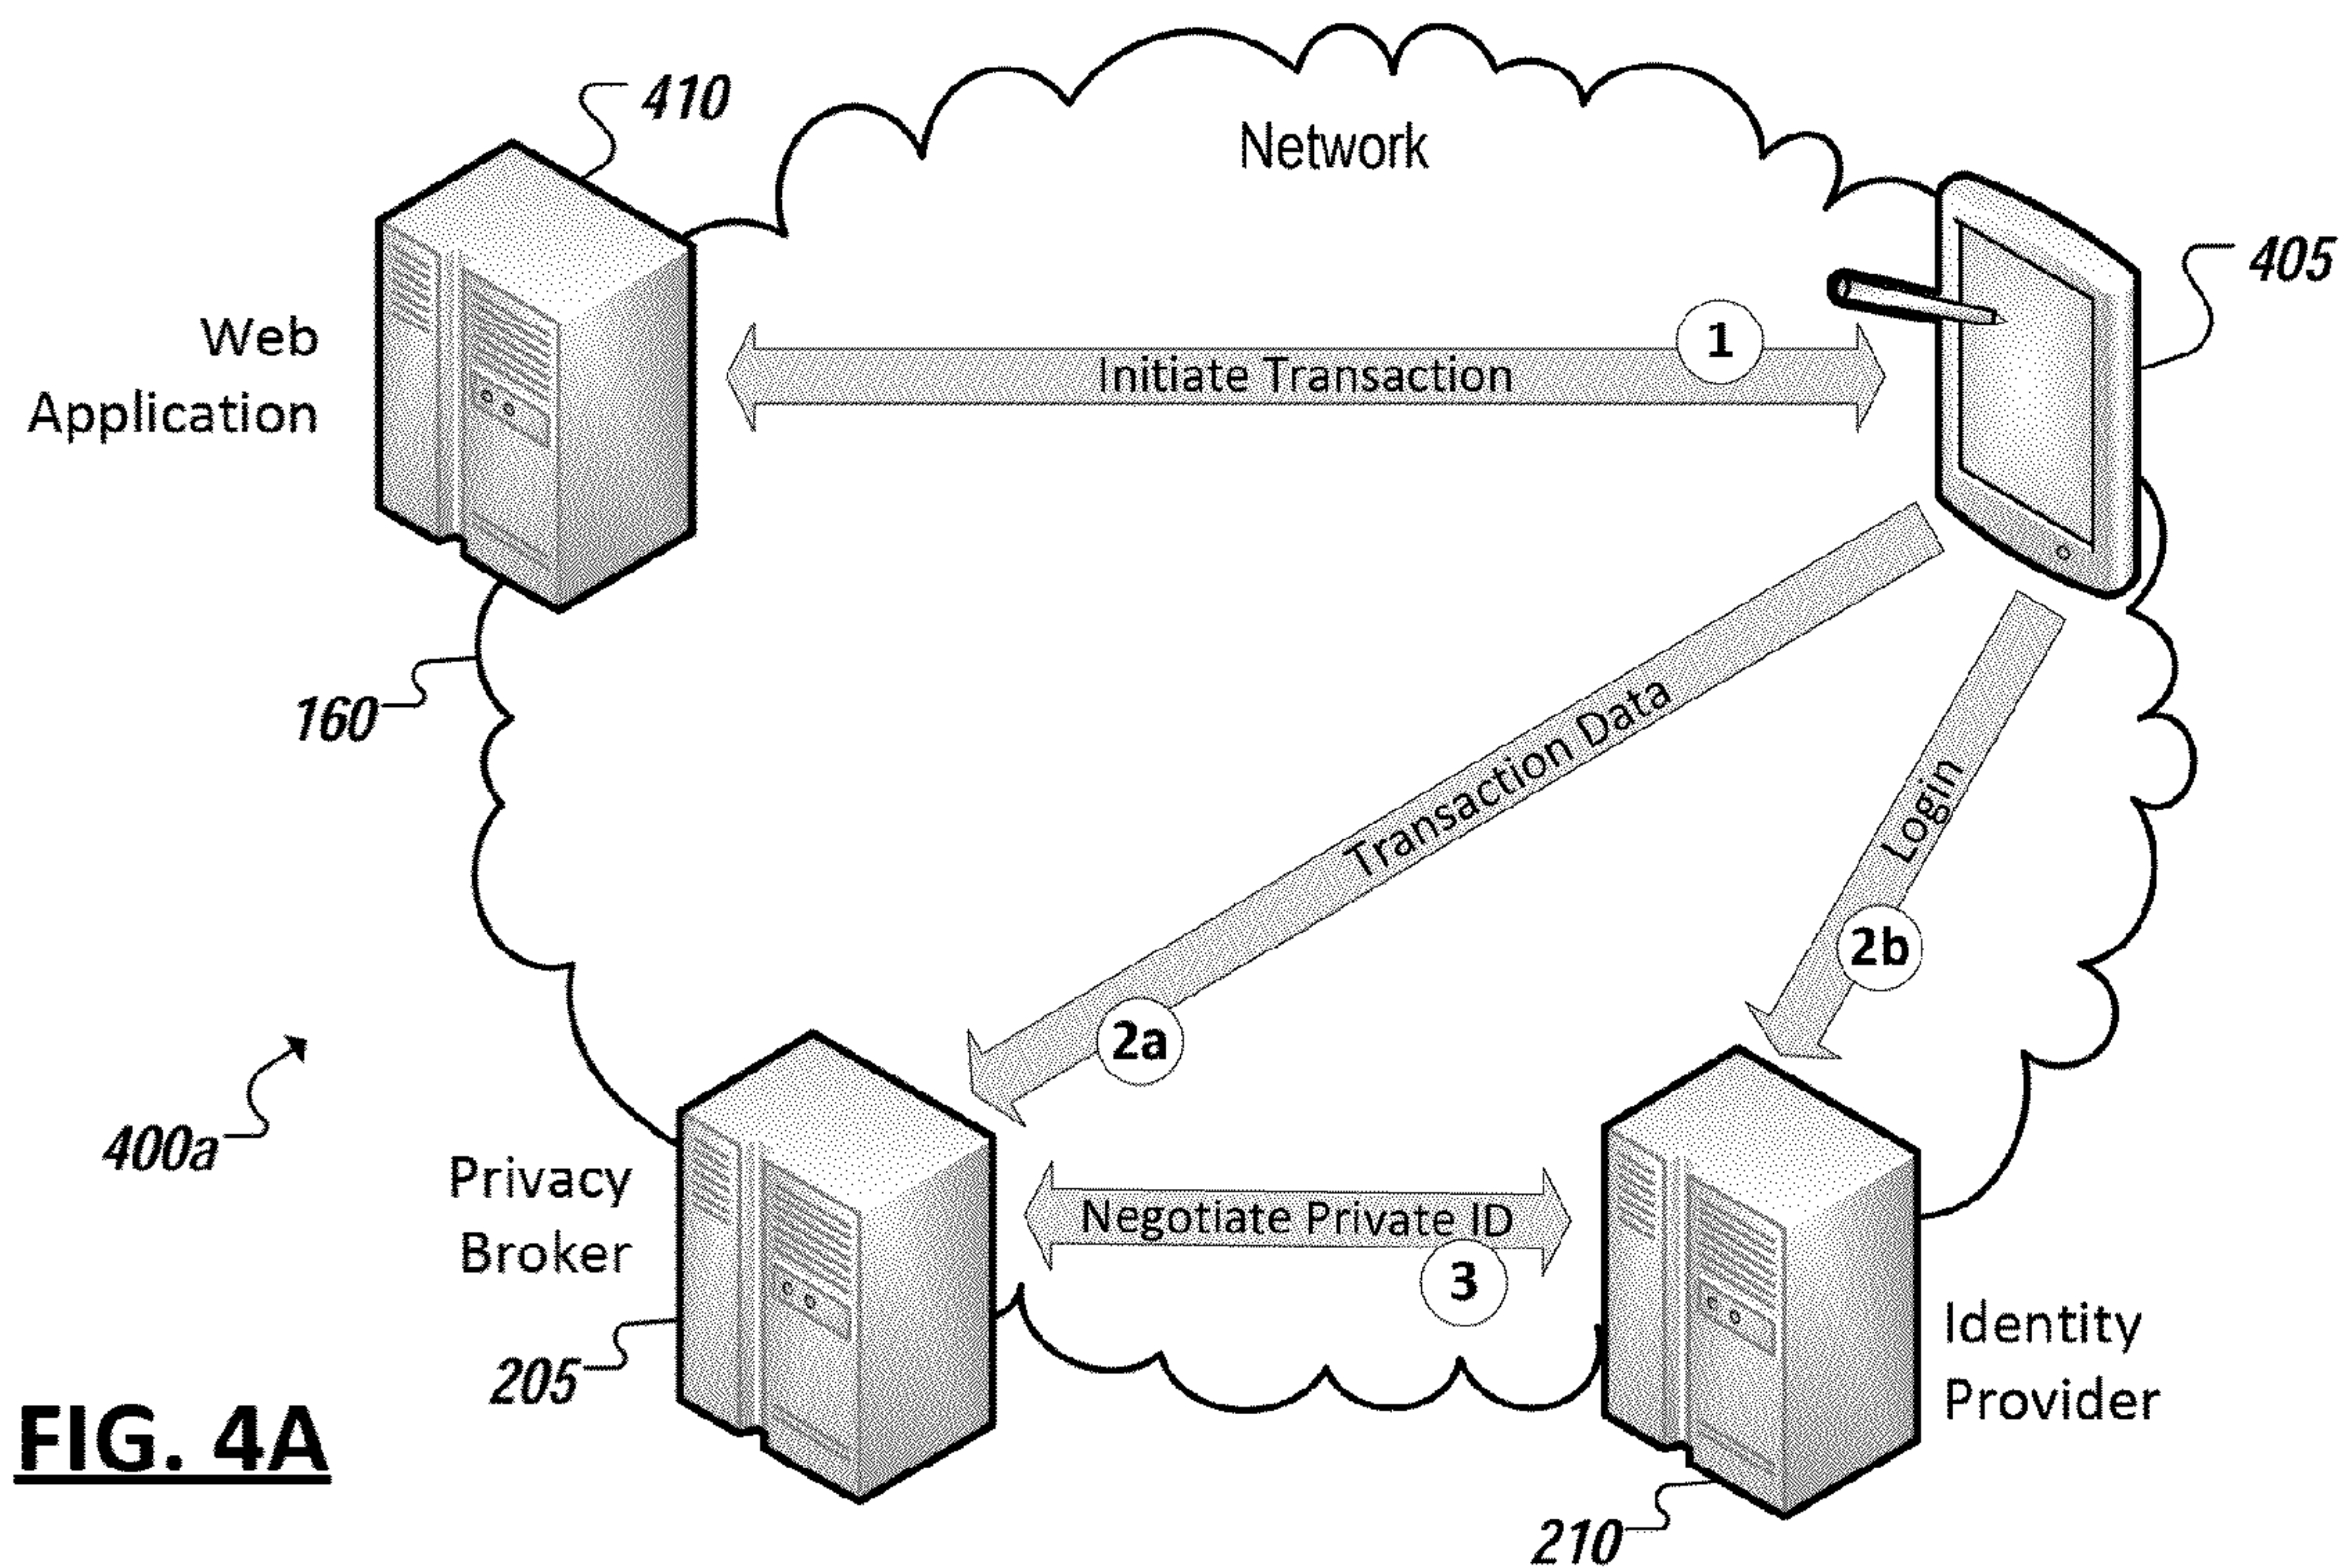 410
Network
405
Web
Application
1
Initiate Transaction
160
Transaction Data
Login
2b
2a
400a
Privacy
Broker
Negotiate Private ID
3
205
Identity
Provider
FIG. 4A
210